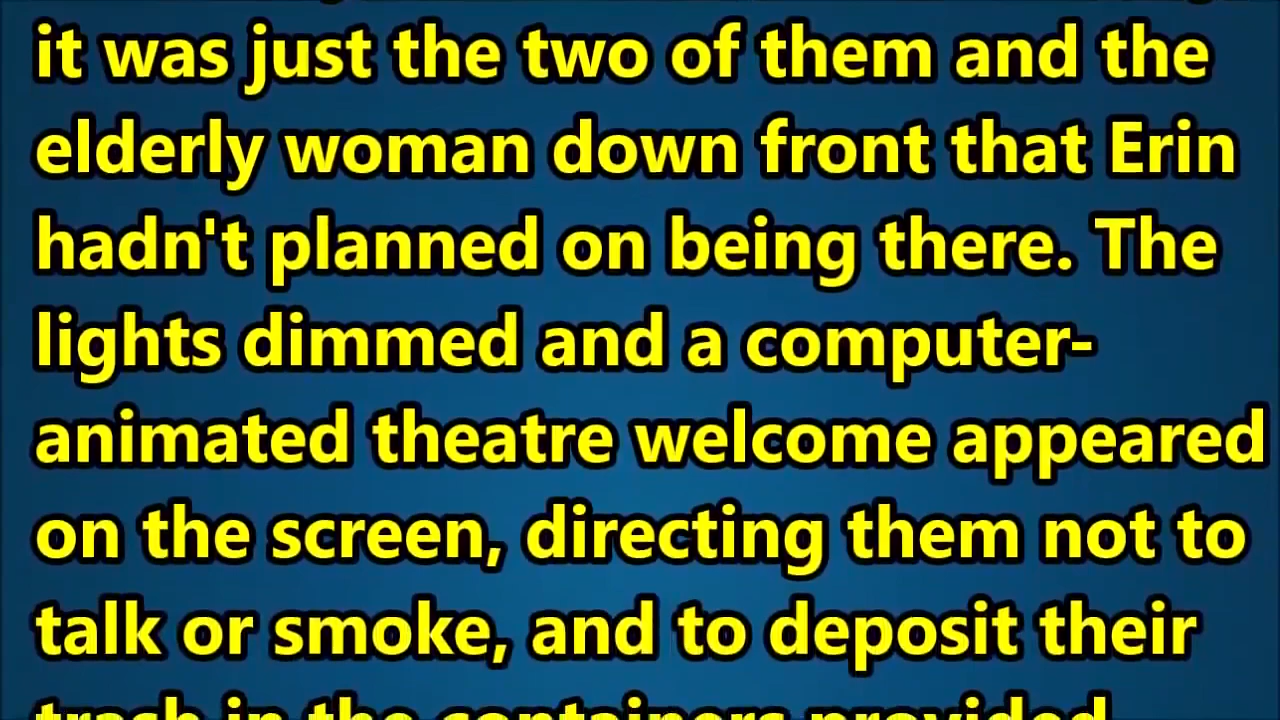 it was just the two of them and the
elderly woman down front that Erin
hadn't planned on being there. The
lights dimmed and a computer-
animated theatre welcome appeared
on the screen, directing them not to
talk or smoke, and to deposit their
trash in the containers provided